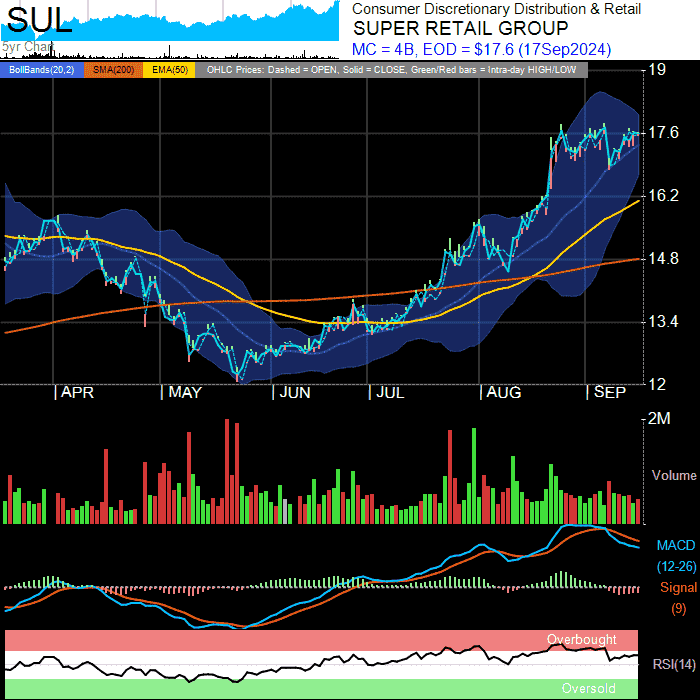 SUL
5yr Chart
Consumer Discretionary Distribution & Retail
SUPER RETAIL GROUP
MC = 4B, EOD = $17.6 (17Sep2024)
BollBands(20,2) SMA(200) EMA(50) OHLC Prices: Dashed = OPEN, Solid = CLOSE, Green/Red bars = Intra-day HIGH/LOW
19
17.6
16.2
14.8
13.4
12
| APR | MAY | JUN | JUL | AUG | SEP
2M
Volume
MACD
(12-26)
Signal
(9)
Overbought
RSI(14)
Oversold